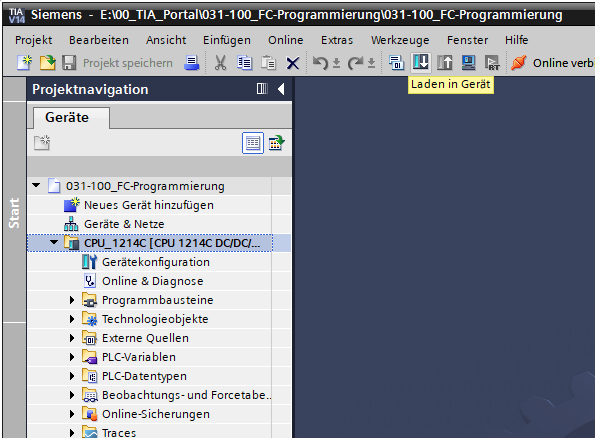 TIA V14 Siemens - E:\00_TIA_Portal\031-100_FC-Programmierung\031-100_FC-Programmierung
Projekt Bearbeiten Ansicht Einfügen Online Extras Werkzeuge Fenster Hilfe
Projekt speichern Online verb
Laden in Gerät
Projektnavigation
Geräte
Start
031-100_FC-Programmierung
Neues Gerät hinzufügen
Geräte & Netze
CPU_1214C [CPU 1214C DC/DC/...
Gerätekonfiguration
Online & Diagnose
Programmbausteine
Technologieobjekte
Externe Quellen
PLC-Variablen
PLC-Datentypen
Beobachtungs- und Forcetabe..
Online-Sicherungen
Traces